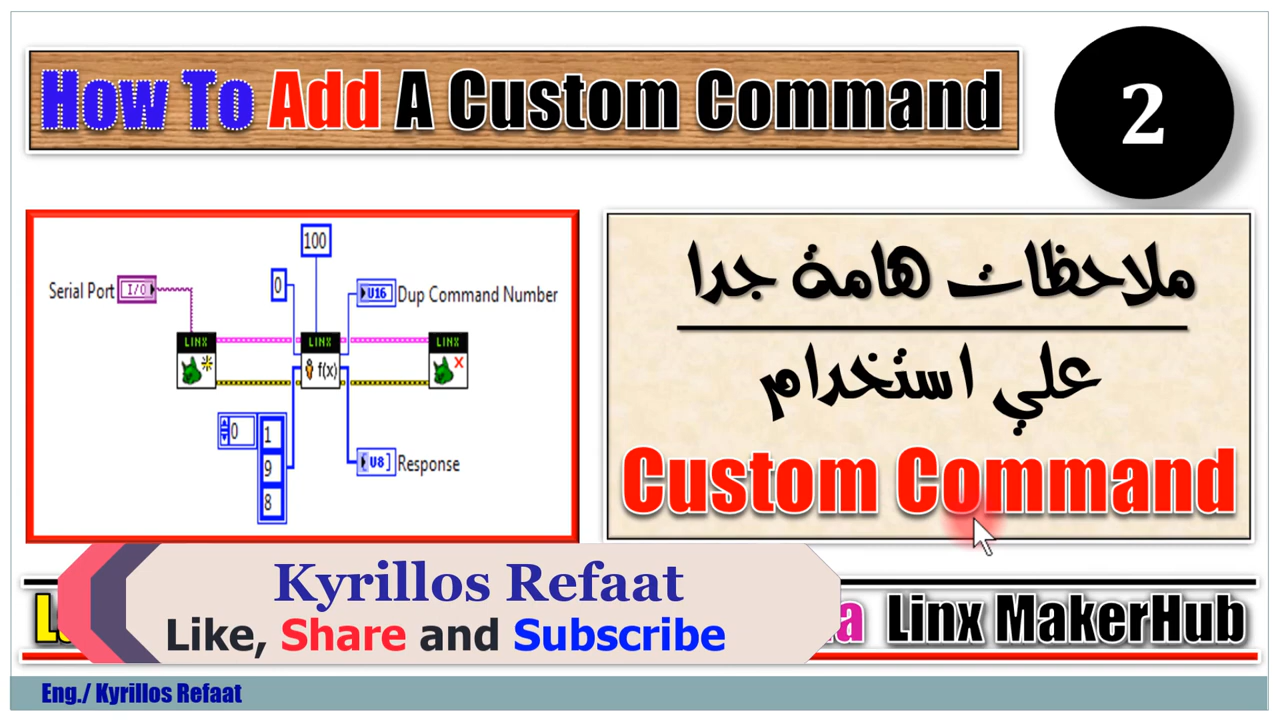 How To Add A Custom Command
2
100
0
Serial Port
I/O
U16
Dup Command Number
LINX
LINX
LINX
f(x)
0
1
9
8
U8
Response
ملاحظات هامة جدا
علي استخدام
Custom Command
Kyrillos Refaat
Like, Share and Subscribe
Linx MakerHub
Eng./ Kyrillos Refaat